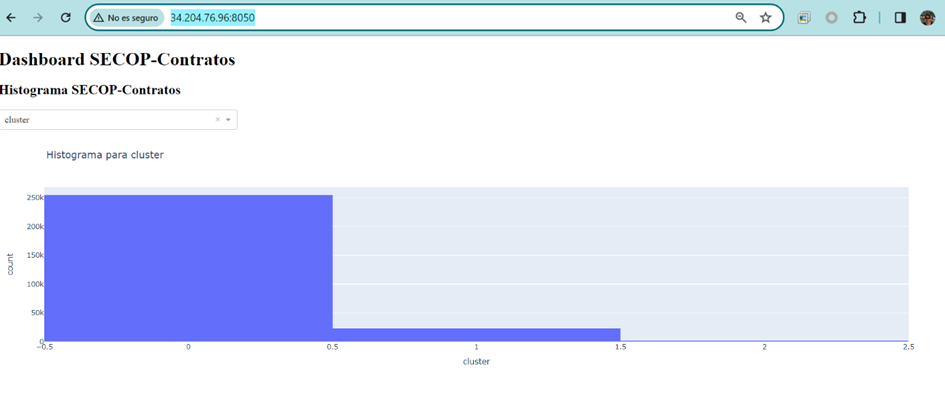 No es seguro 34.204.76.96:8050
Dashboard SECOP-Contratos
Histograma SECOP-Contratos
cluster
Histograma para cluster
250k
200k
150k
100k
50k
0
count
−0.5 0 0.5 1 1.5 2 2.5
cluster